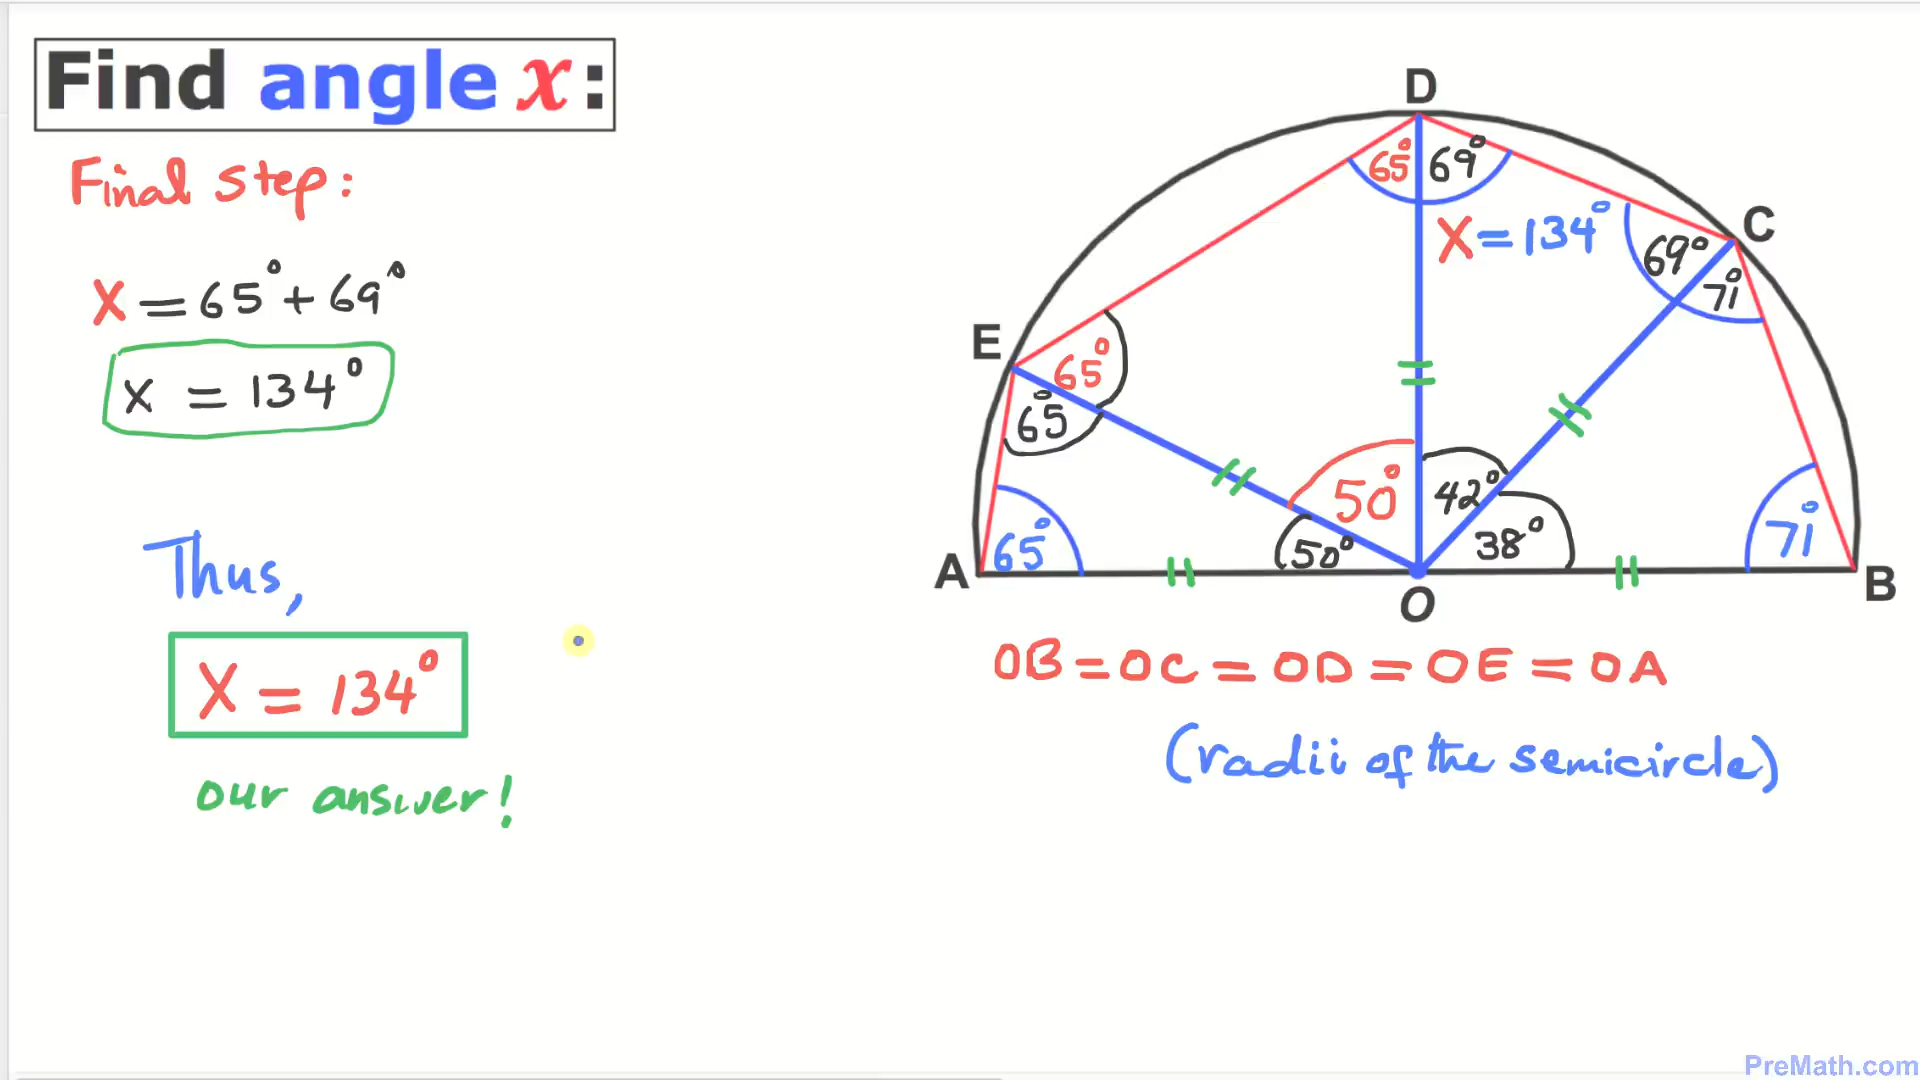 Find angle x:
Final step:
X = 65° + 69°
x = 134°
Thus,
X = 134°
our answer!
D
65° 69°
X = 134°
C
69°
71°
E
65°
65°
50°
42°
A
65°
50°
38°
71°
B
O
OB = OC = OD = OE = OA
(radii of the semicircle)
PreMath.com